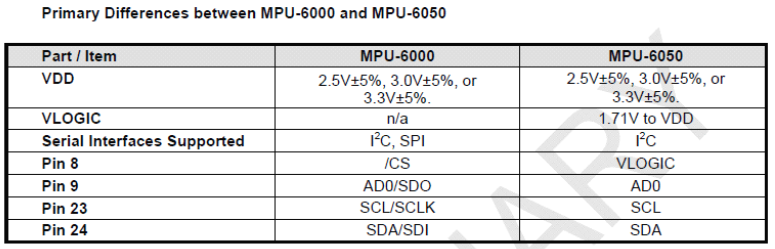 Primary Differences between MPU-6000 and MPU-6050
Part / Item MPU-6000 MPU-6050
VDD 2.5V±5%, 3.0V±5%, or 3.3V±5%. 2.5V±5%, 3.0V±5%, or 3.3V±5%.
VLOGIC n/a 1.71V to VDD
Serial Interfaces Supported I²C, SPI I²C
Pin 8 /CS VLOGIC
Pin 9 AD0/SDO AD0
Pin 23 SCL/SCLK SCL
Pin 24 SDA/SDI SDA